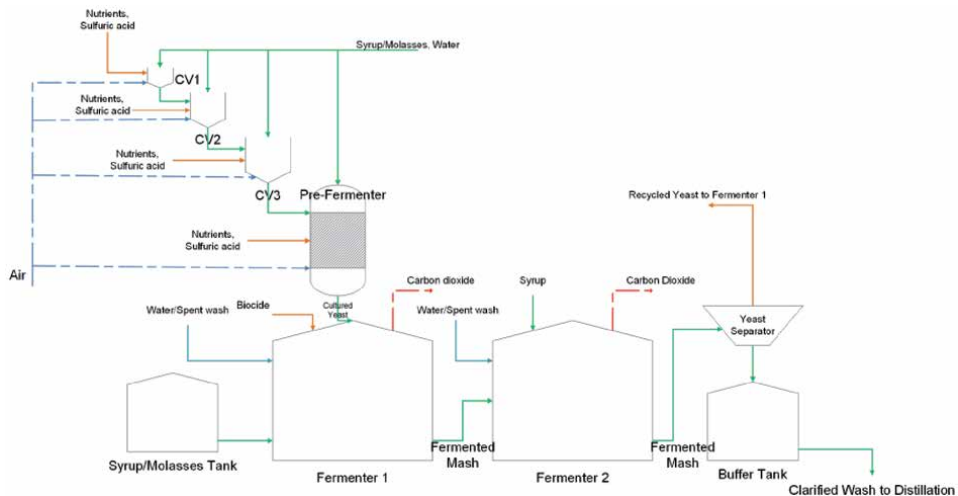 Nutrients,
Sulfuric acid
Syrup/Molasses, Water
CV1
Nutrients,
Sulfuric acid
CV2
Nutrients,
Sulfuric acid
CV3
Pre-Fermenter
Recycled Yeast to Fermenter 1
Nutrients,
Sulfuric acid
Air
Carbon dioxide
Syrup
Carbon Dioxide
Water/Spent wash
Biocide
Cultured
Yeast
Water/Spent wash
Yeast
Separator
Syrup/Molasses Tank
Fermenter 1
Fermented
Mash
Fermenter 2
Fermented
Mash
Buffer Tank
Clarified Wash to Distillation